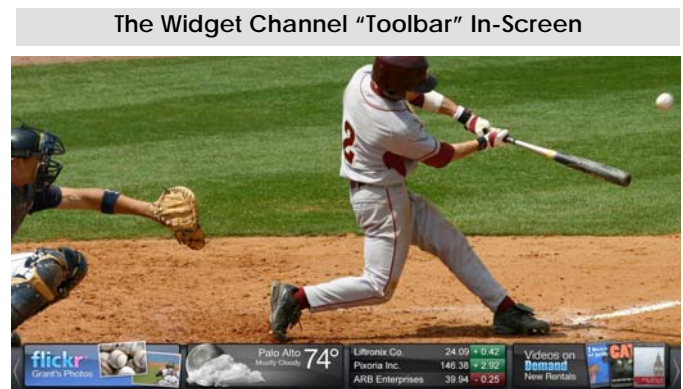 The Widget Channel “Toolbar” In-Screen
2
flickr
Grant's Photos
Palo Alto
Mostly Cloudy
74°
Liftronix Co. 24.09 +0.42
Pixoria Inc. 146.38 +2.92
ARB Enterprises 39.94 -0.25
Videos on
Demand
New Rentals